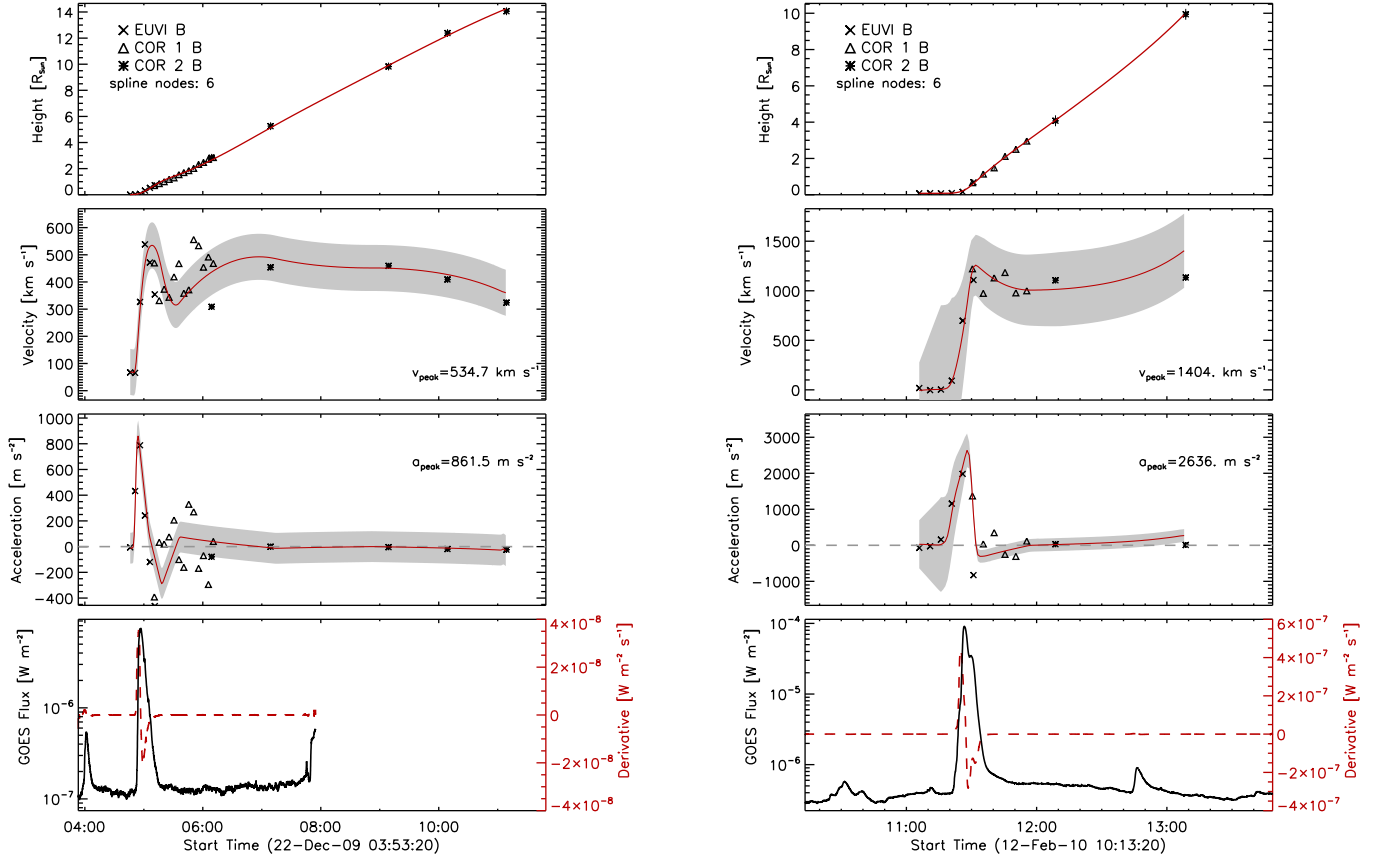 14
12
10
8
6
4
2
0
Height [R_Sun]
× EUVI B
△ COR 1 B
✳ COR 2 B
spline nodes: 6
600
500
400
300
200
100
0
Velocity [km s⁻¹]
v_peak=534.7 km s⁻¹
1000
800
600
400
200
0
−200
−400
Acceleration [m s⁻²]
a_peak=861.5 m s⁻²
10⁻⁶
10⁻⁷
GOES Flux [W m⁻²]
4×10⁻⁸
2×10⁻⁸
0
−2×10⁻⁸
−4×10⁻⁸
Derivative [W m⁻² s⁻¹]
04:00 06:00 08:00 10:00
Start Time (22-Dec-09 03:53:20)
10
8
6
4
2
0
Height [R_Sun]
× EUVI B
△ COR 1 B
✳ COR 2 B
spline nodes: 6
1500
1000
500
0
Velocity [km s⁻¹]
v_peak=1404. km s⁻¹
3000
2000
1000
0
−1000
Acceleration [m s⁻²]
a_peak=2636. m s⁻²
10⁻⁴
10⁻⁵
10⁻⁶
GOES Flux [W m⁻²]
6×10⁻⁷
4×10⁻⁷
2×10⁻⁷
0
−2×10⁻⁷
−4×10⁻⁷
Derivative [W m⁻² s⁻¹]
11:00 12:00 13:00
Start Time (12-Feb-10 10:13:20)